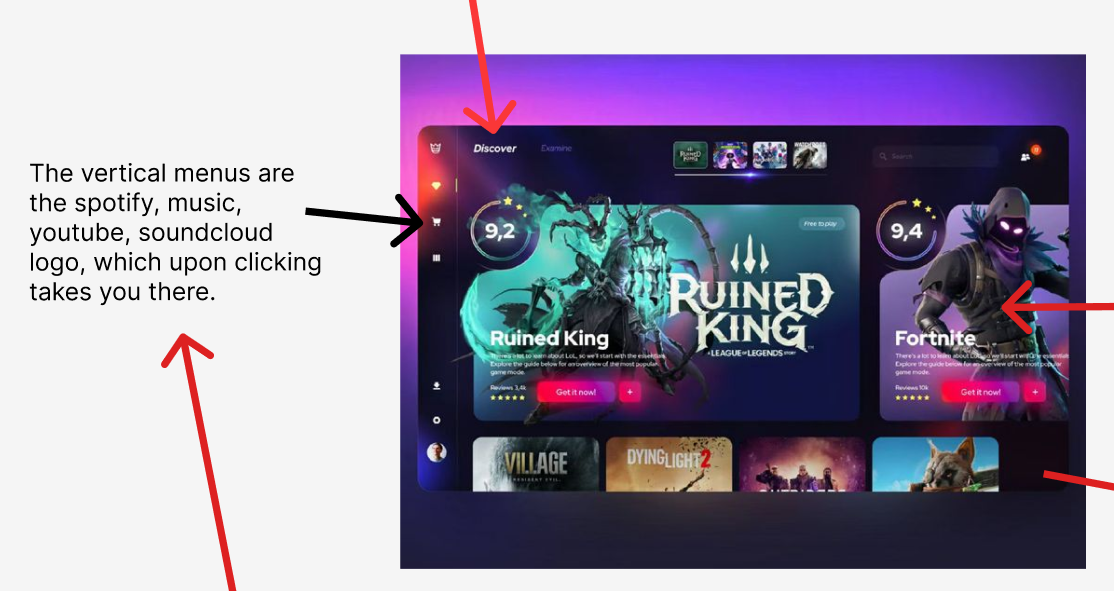 The vertical menus are
the spotify, music,
youtube, soundcloud
logo, which upon clicking
takes you there.
Discover
Examine
RUINED KING
WATCH DOGS
Search
9,2
Free to play
9,4
RUINED
KING
A LEAGUE OF LEGENDS STORY
™
Ruined King
There's a lot to learn about LoL, so we'll start with the essentials.
Explore the guide below for an overview of the most popular
game mode.
Reviews 3,4k
Get it now!
+
Fortnite
There's a lot to learn about LoL, so we'll start with the essentials
Explore the guide below for an overview of the most popular
game mode.
Reviews 10k
Get it now!
+
VILLAGE
RESIDENT EVIL
DYING LIGHT 2